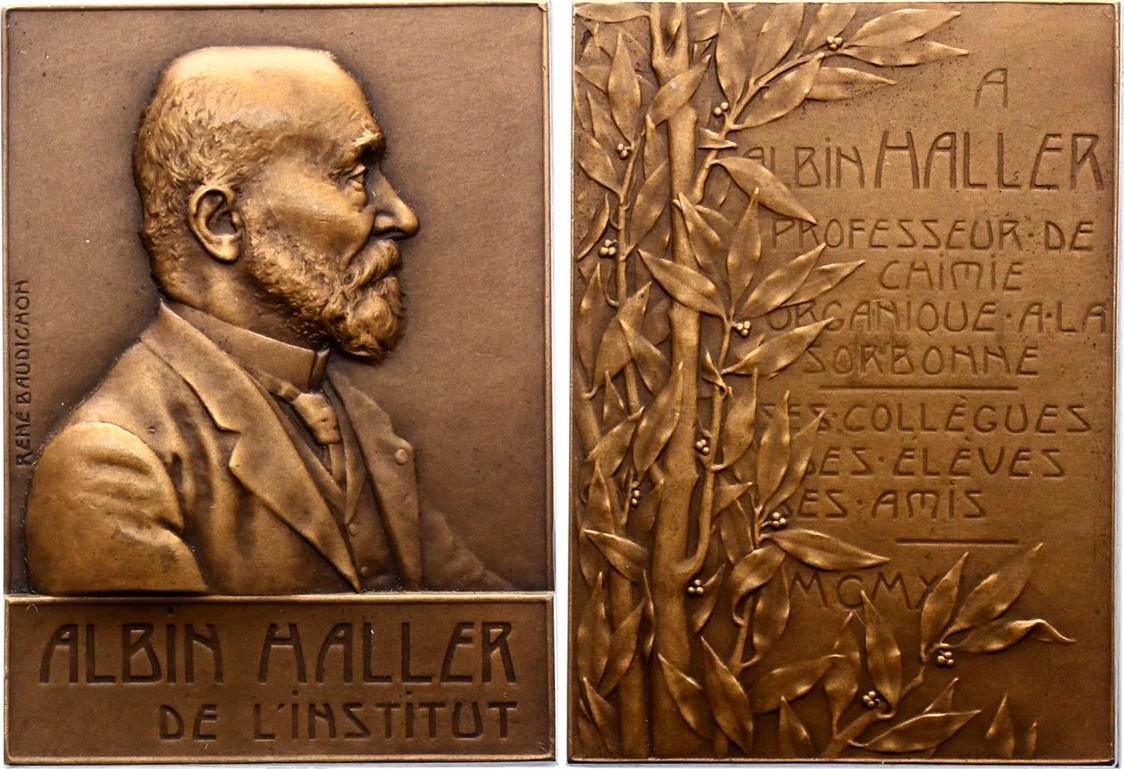 RENÉ BAUDICHON
ALBIN HALLER
DE L'INSTITUT
A
ALBIN HALLER
PROFESSEUR·DE
CHIMIE
ORGANIQUE·A·LA
SORBONNE
SES·COLLÈGUES
SES·ÉLÈVES
SES·AMIS